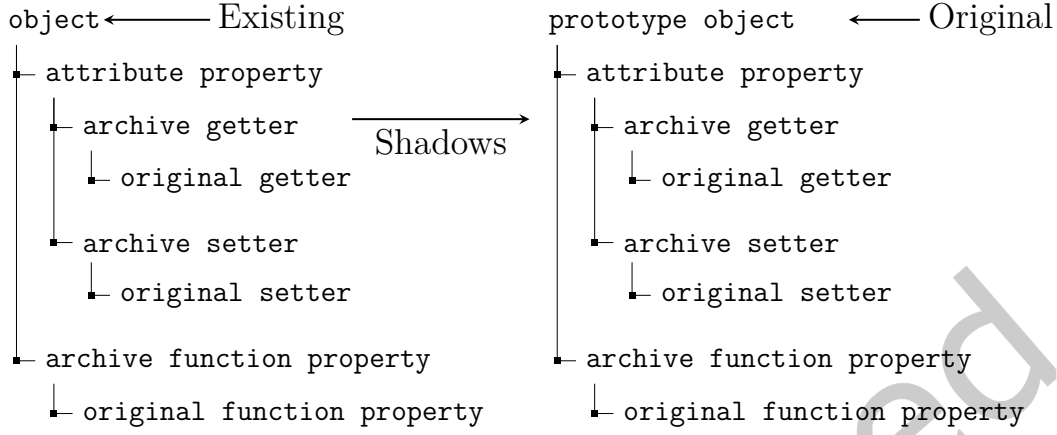 object Existing
attribute property
archive getter
original getter
archive setter
original setter
archive function property
original function property
Shadows
prototype object Original
attribute property
archive getter
original getter
archive setter
original setter
archive function property
original function property
ed